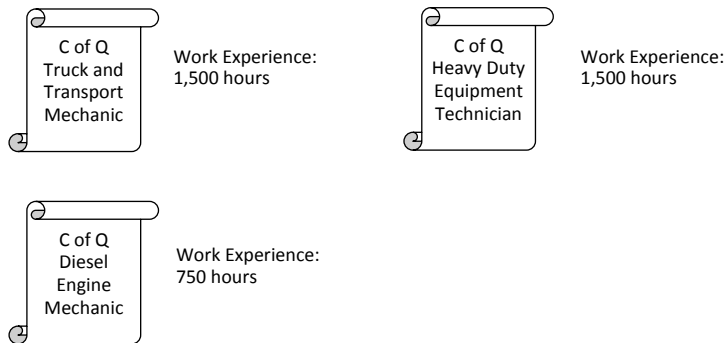 C of Q
Truck and
Transport
Mechanic
Work Experience:
1,500 hours
C of Q
Heavy Duty
Equipment
Technician
Work Experience:
1,500 hours
C of Q
Diesel
Engine
Mechanic
Work Experience:
750 hours